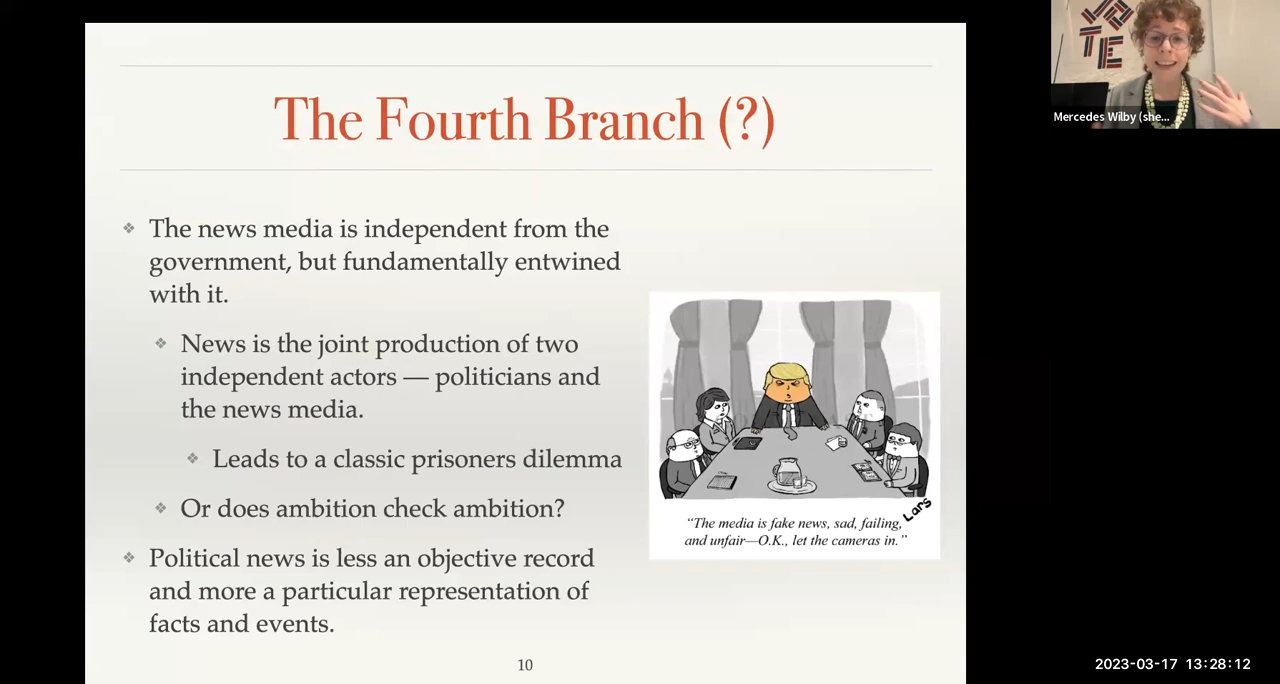 The Fourth Branch (?)
The news media is independent from the
government, but fundamentally entwined
with it.
News is the joint production of two
independent actors — politicians and
the news media.
Leads to a classic prisoners dilemma
Or does ambition check ambition?
Political news is less an objective record
and more a particular representation of
facts and events.
Lars
“The media is fake news, sad, failing,
and unfair—O.K., let the cameras in.”
10
VOTE
Mercedes Wilby (she...
2023-03-17 13:28:12